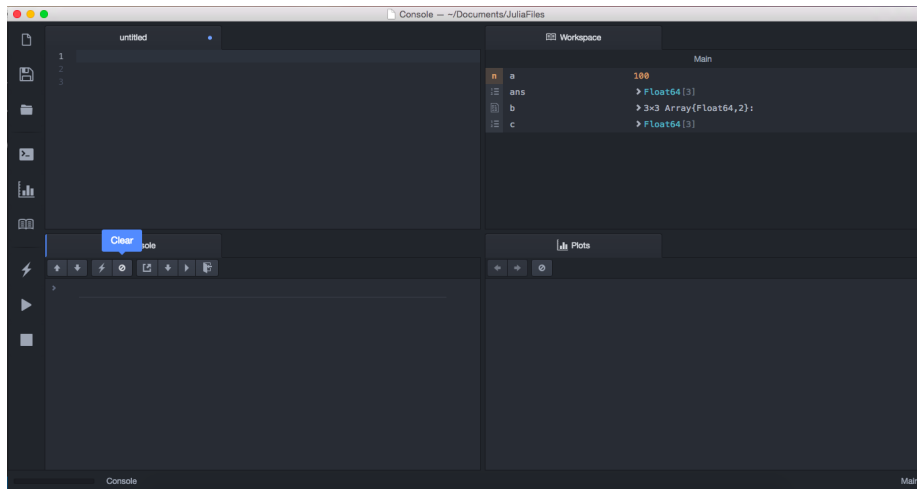 Console — ~/Documents/JuliaFiles
untitled
1
2
3
Workspace
Main
n a 100
ans > Float64[3]
b > 3×3 Array{Float64,2}:
c > Float64[3]
Clear
Plots
>
Console
Main